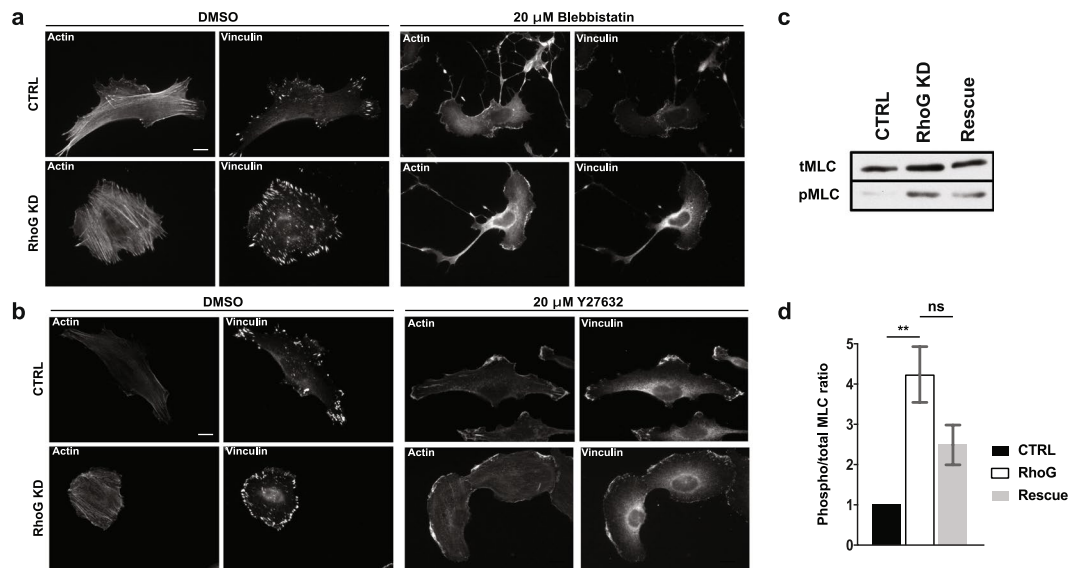 a
DMSO
20 µM Blebbistatin
CTRL
Actin
Vinculin
Actin
Vinculin
RhoG KD
Actin
Vinculin
Actin
Vinculin
b
DMSO
20 µM Y27632
CTRL
Actin
Vinculin
Actin
Vinculin
RhoG KD
Actin
Vinculin
Actin
Vinculin
c
CTRL
RhoG KD
Rescue
tMLC
pMLC
d
ns
**
Phospho/total MLC ratio
5
4
3
2
1
0
CTRL
RhoG
Rescue